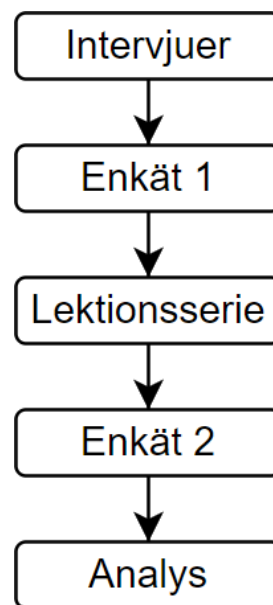 Intervjuer
Enkät 1
Lektionsserie
Enkät 2
Analys